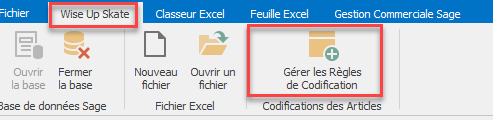 Fichier Wise Up Skate Classeur Excel Feuille Excel Gestion Commerciale Sage
Ouvrir la base
Fermer la base
Nouveau fichier
Ouvrir un fichier
Gérer les Règles de Codification
Base de données Sage Fichier Excel Codifications des Articles